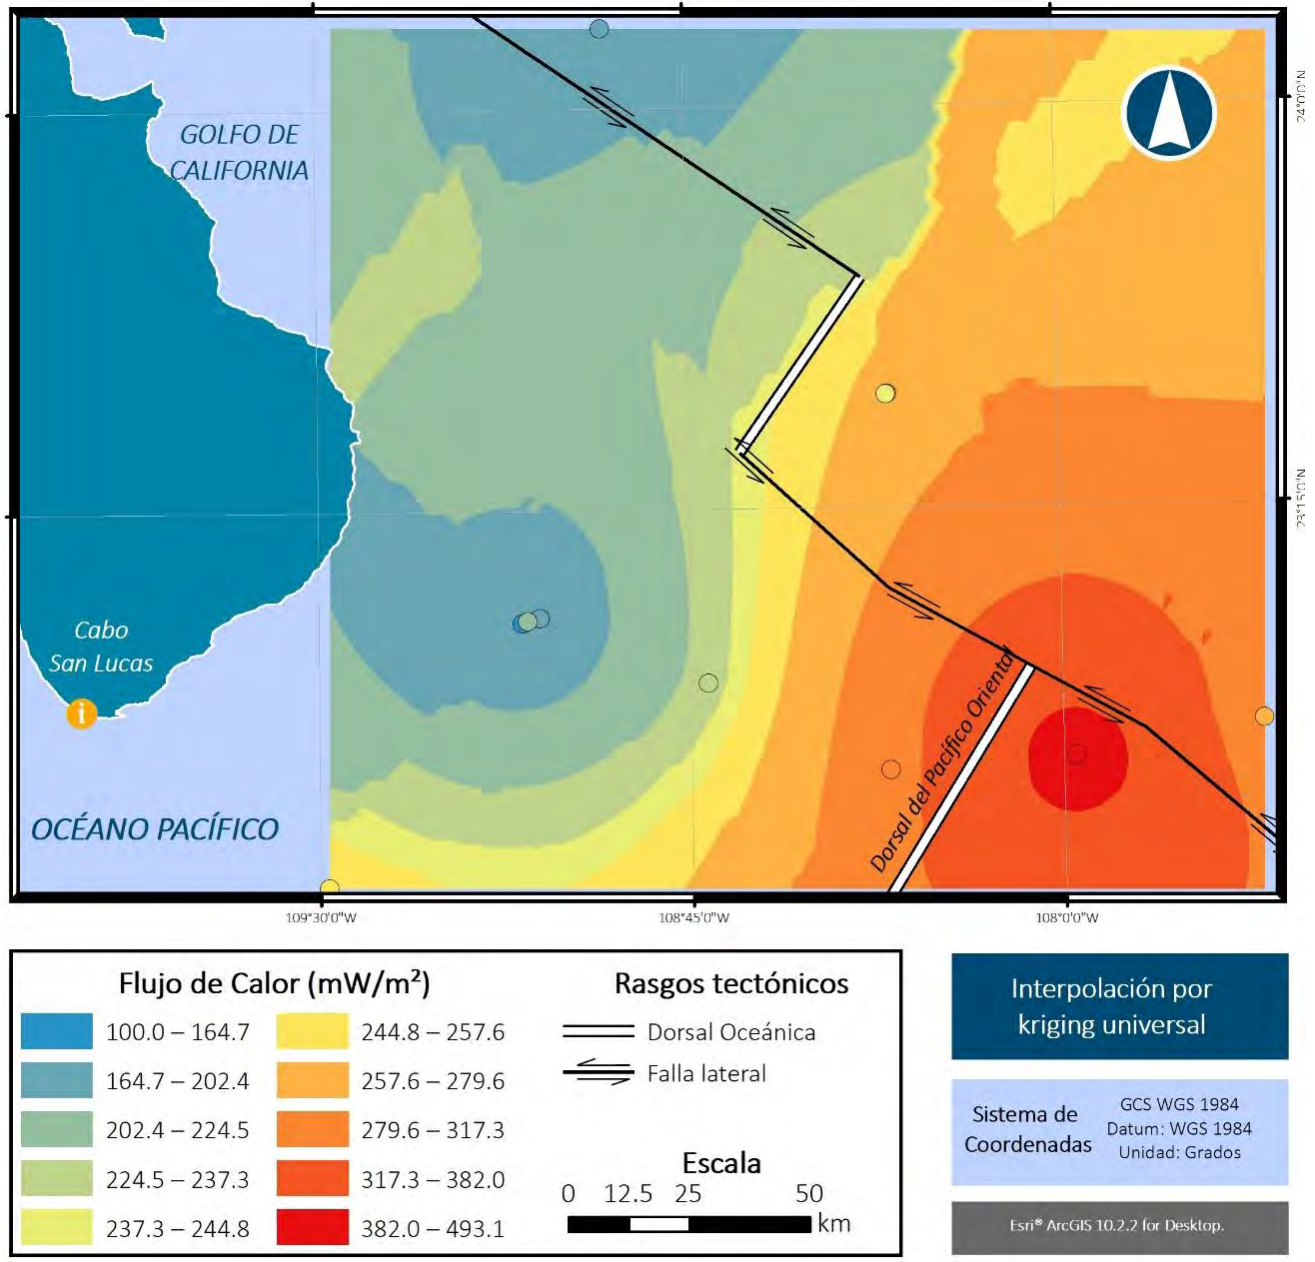 24°0'0"N
GOLFO DE
CALIFORNIA
23°15'0"N
Cabo
San Lucas
i
Dorsal del Pacífico Oriental
OCÉANO PACÍFICO
109°30'0"W
108°45'0"W
108°0'0"W
Flujo de Calor (mW/m²)
100.0 – 164.7
164.7 – 202.4
202.4 – 224.5
224.5 – 237.3
237.3 – 244.8
244.8 – 257.6
257.6 – 279.6
279.6 – 317.3
317.3 – 382.0
382.0 – 493.1
Rasgos tectónicos
Dorsal Oceánica
Falla lateral
Escala
0 12.5 25 50
km
Interpolación por
kriging universal
Sistema de
Coordenadas
GCS WGS 1984
Datum: WGS 1984
Unidad: Grados
Esri® ArcGIS 10.2.2 for Desktop.